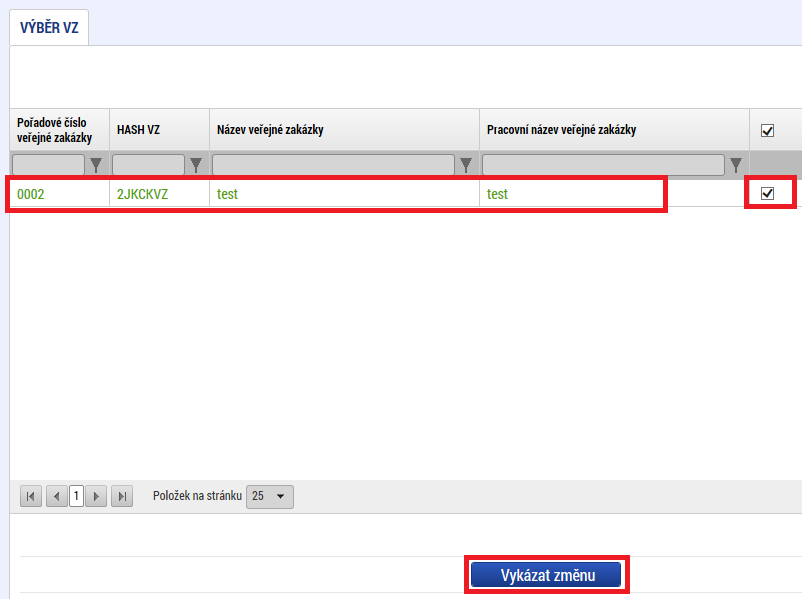 VÝBĚR VZ
Pořadové číslo
veřejné zakázky
HASH VZ
Název veřejné zakázky
Pracovní název veřejné zakázky
0002
2JKCKVZ
test
test
1
Položek na stránku
25
Vykázat změnu